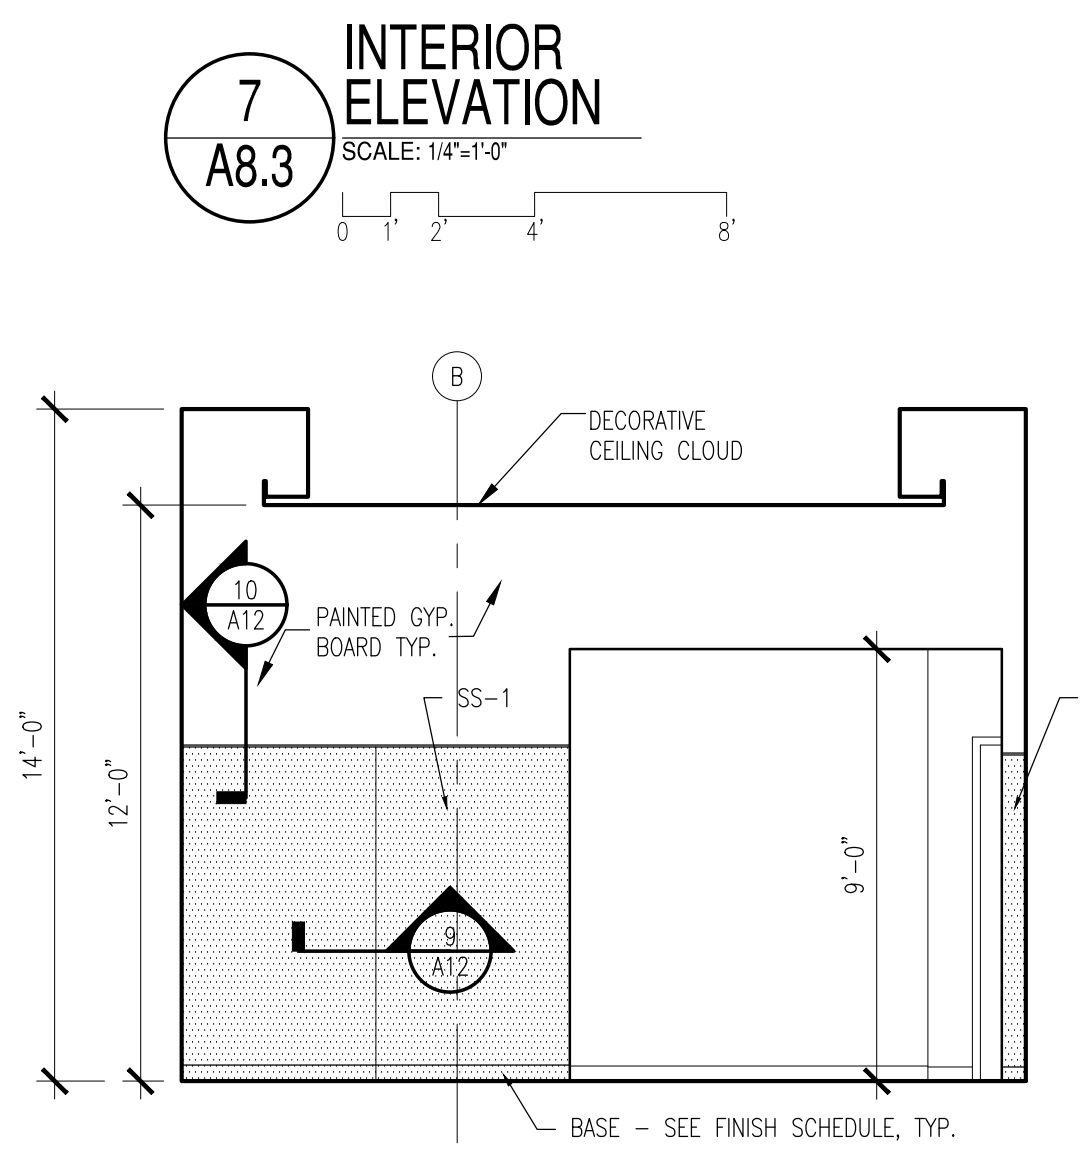 7
A8.3
INTERIOR
ELEVATION
SCALE: 1/4"=1'-0"
0 1' 2' 4' 8'
B
DECORATIVE
CEILING CLOUD
10
A12
PAINTED GYP.
BOARD TYP.
SS-1
14'-0"
12'-0"
9'-0"
9
A12
BASE - SEE FINISH SCHEDULE, TYP.